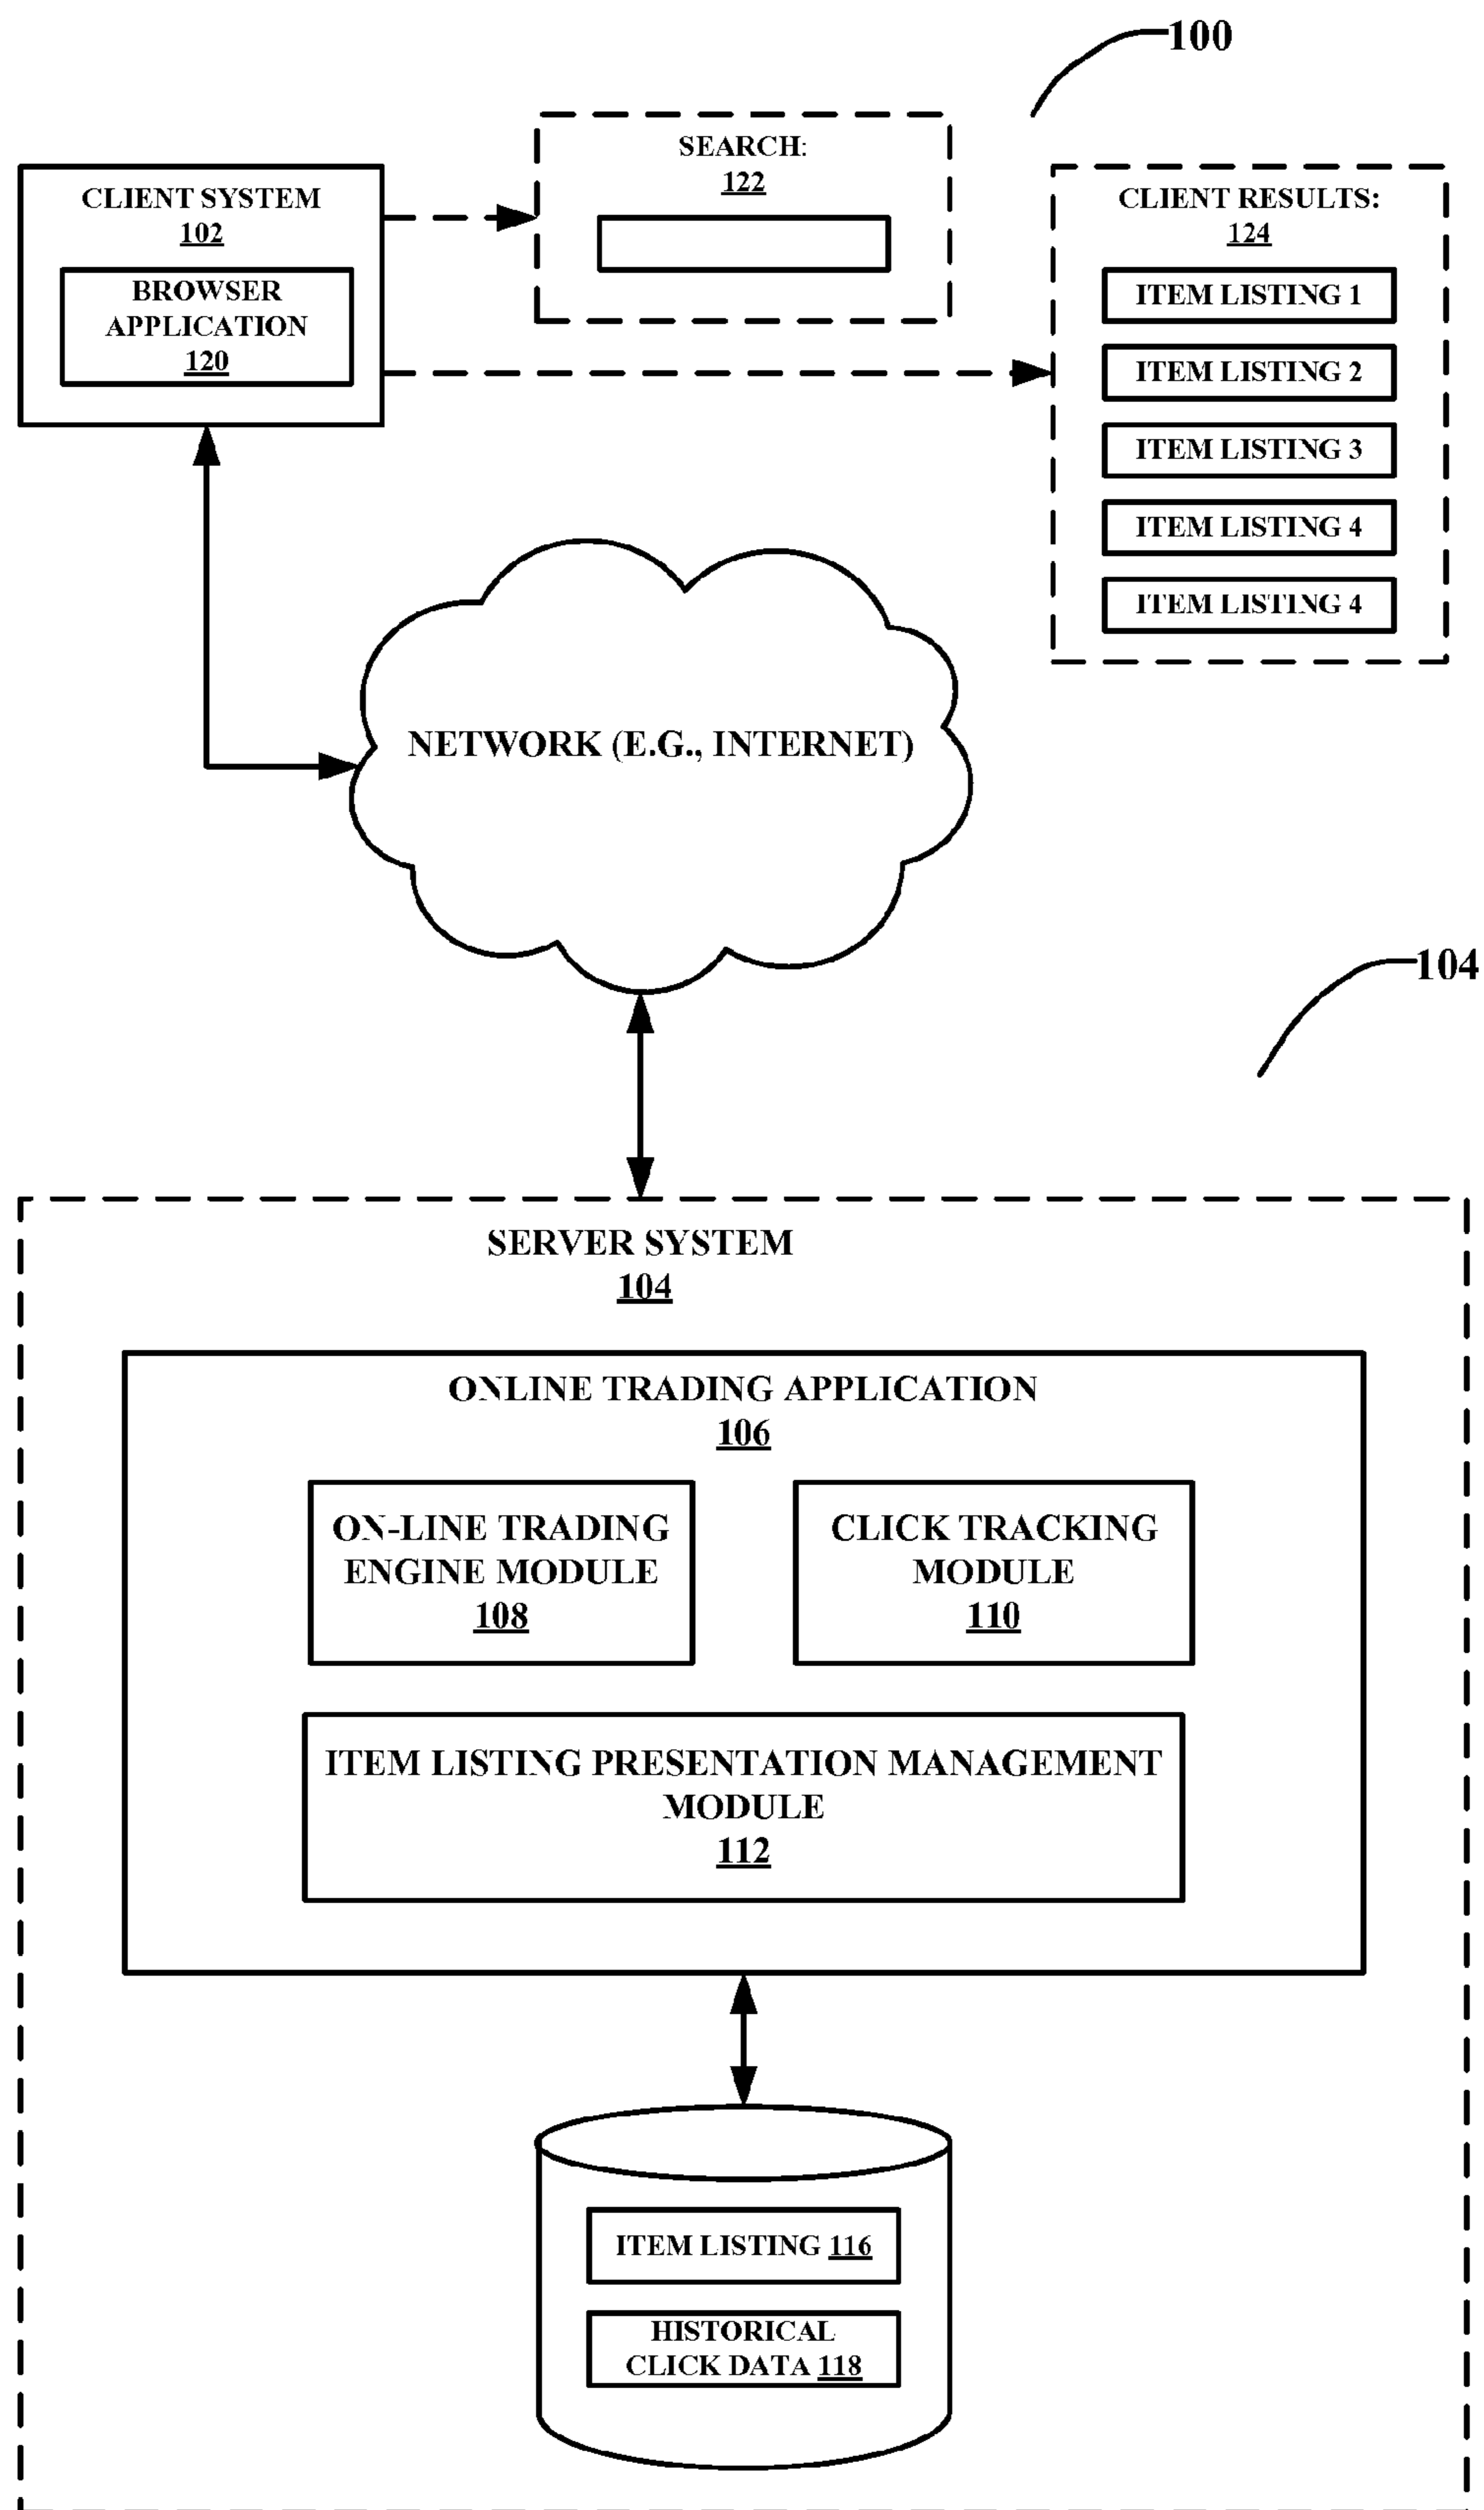 100
SEARCH:
122
CLIENT SYSTEM
102
BROWSER
APPLICATION
120
CLIENT RESULTS:
124
ITEM LISTING 1
ITEM LISTING 2
ITEM LISTING 3
ITEM LISTING 4
ITEM LISTING 4
NETWORK (E.G., INTERNET)
104
SERVER SYSTEM
104
ONLINE TRADING APPLICATION
106
ON-LINE TRADING
ENGINE MODULE
108
CLICK TRACKING
MODULE
110
ITEM LISTING PRESENTATION MANAGEMENT
MODULE
112
ITEM LISTING 116
HISTORICAL
CLICK DATA 118